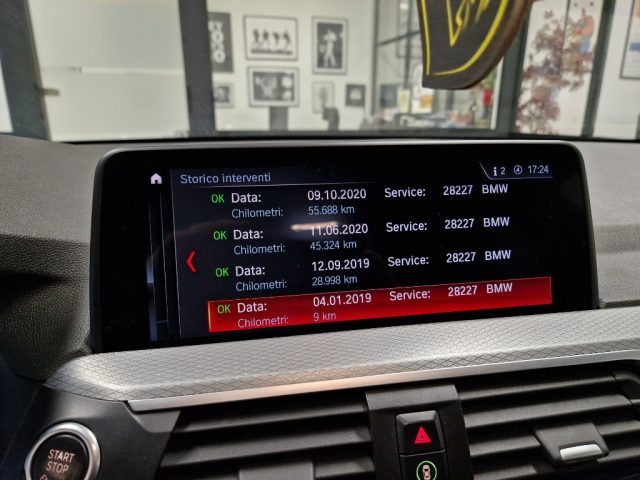 Storico interventi
i 2 17:24
OK Data: 09.10.2020 Service: 28227 BMW
Chilometri: 55.688 km
OK Data: 11.06.2020 Service: 28227 BMW
Chilometri: 45.324 km
OK Data: 12.09.2019 Service: 28227 BMW
Chilometri: 28.998 km
OK Data: 04.01.2019 Service: 28227 BMW
Chilometri: 9 km
START
STOP